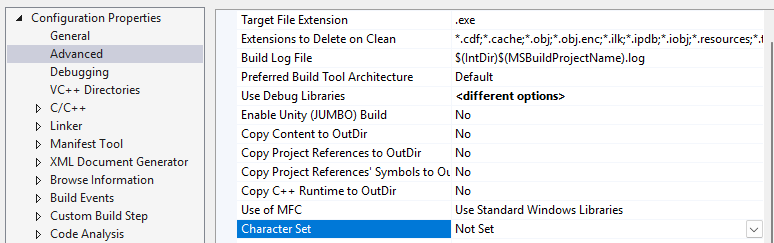 Configuration Properties
General
Advanced
Debugging
VC++ Directories
C/C++
Linker
Manifest Tool
XML Document Generator
Browse Information
Build Events
Custom Build Step
Code Analysis
Target File Extension .exe
Extensions to Delete on Clean *.cdf;*.cache;*.obj;*.obj.enc;*.ilk;*.ipdb;*.iobj;*.resources;*.t
Build Log File $(IntDir)$(MSBuildProjectName).log
Preferred Build Tool Architecture Default
Use Debug Libraries <different options>
Enable Unity (JUMBO) Build No
Copy Content to OutDir No
Copy Project References to OutDir No
Copy Project References' Symbols to Ou No
Copy C++ Runtime to OutDir No
Use of MFC Use Standard Windows Libraries
Character Set Not Set